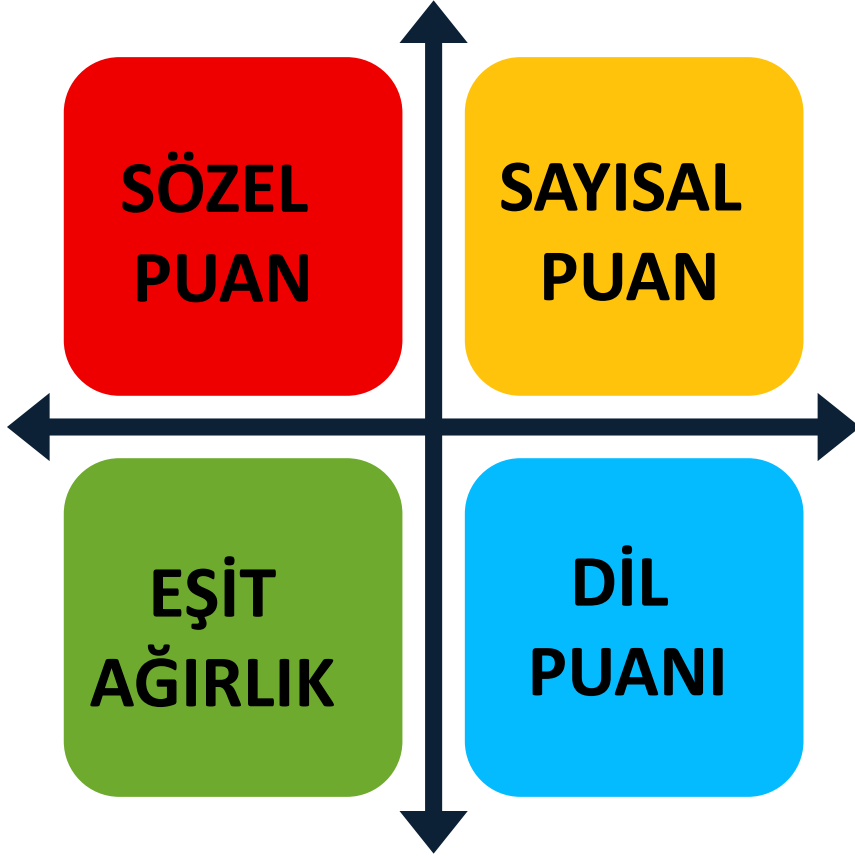 SÖZEL
PUAN
SAYISAL
PUAN
EŞİT
AĞIRLIK
DİL
PUANI